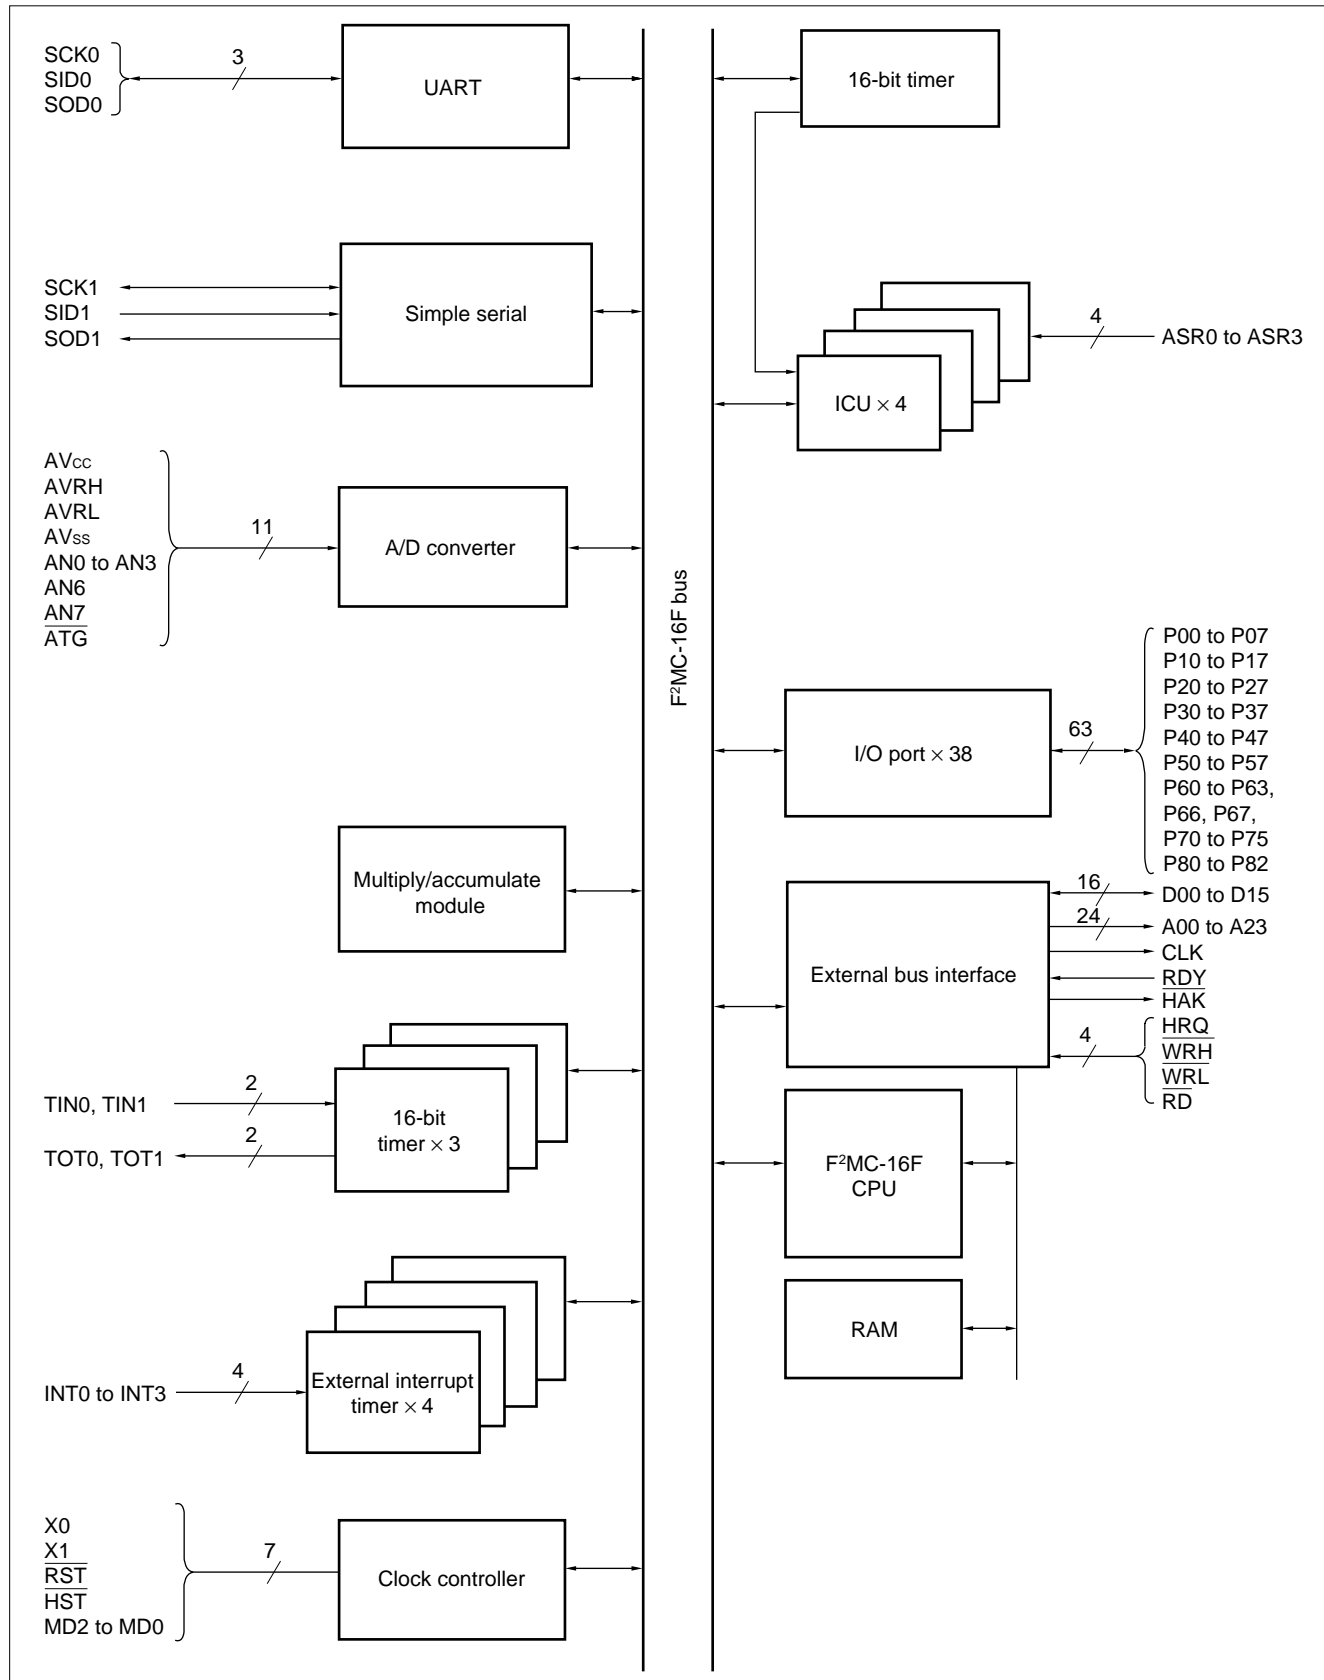 SCK0
SID0
SOD0
3
UART
SCK1
SID1
SOD1
Simple serial
AVCC
AVRH
AVRL
AVSS
AN0 to AN3
AN6
AN7
ATG
11
A/D converter
Multiply/accumulate
module
TIN0, TIN1
2
TOT0, TOT1
2
16-bit
timer × 3
INT0 to INT3
4
External interrupt
timer × 4
X0
X1
RST
HST
MD2 to MD0
7
Clock controller
F²MC-16F bus
16-bit timer
ICU × 4
4
ASR0 to ASR3
I/O port × 38
63
P00 to P07
P10 to P17
P20 to P27
P30 to P37
P40 to P47
P50 to P57
P60 to P63,
P66, P67,
P70 to P75
P80 to P82
External bus interface
16
D00 to D15
24
A00 to A23
CLK
RDY
HAK
4
HRQ
WRH
WRL
RD
F²MC-16F
CPU
RAM